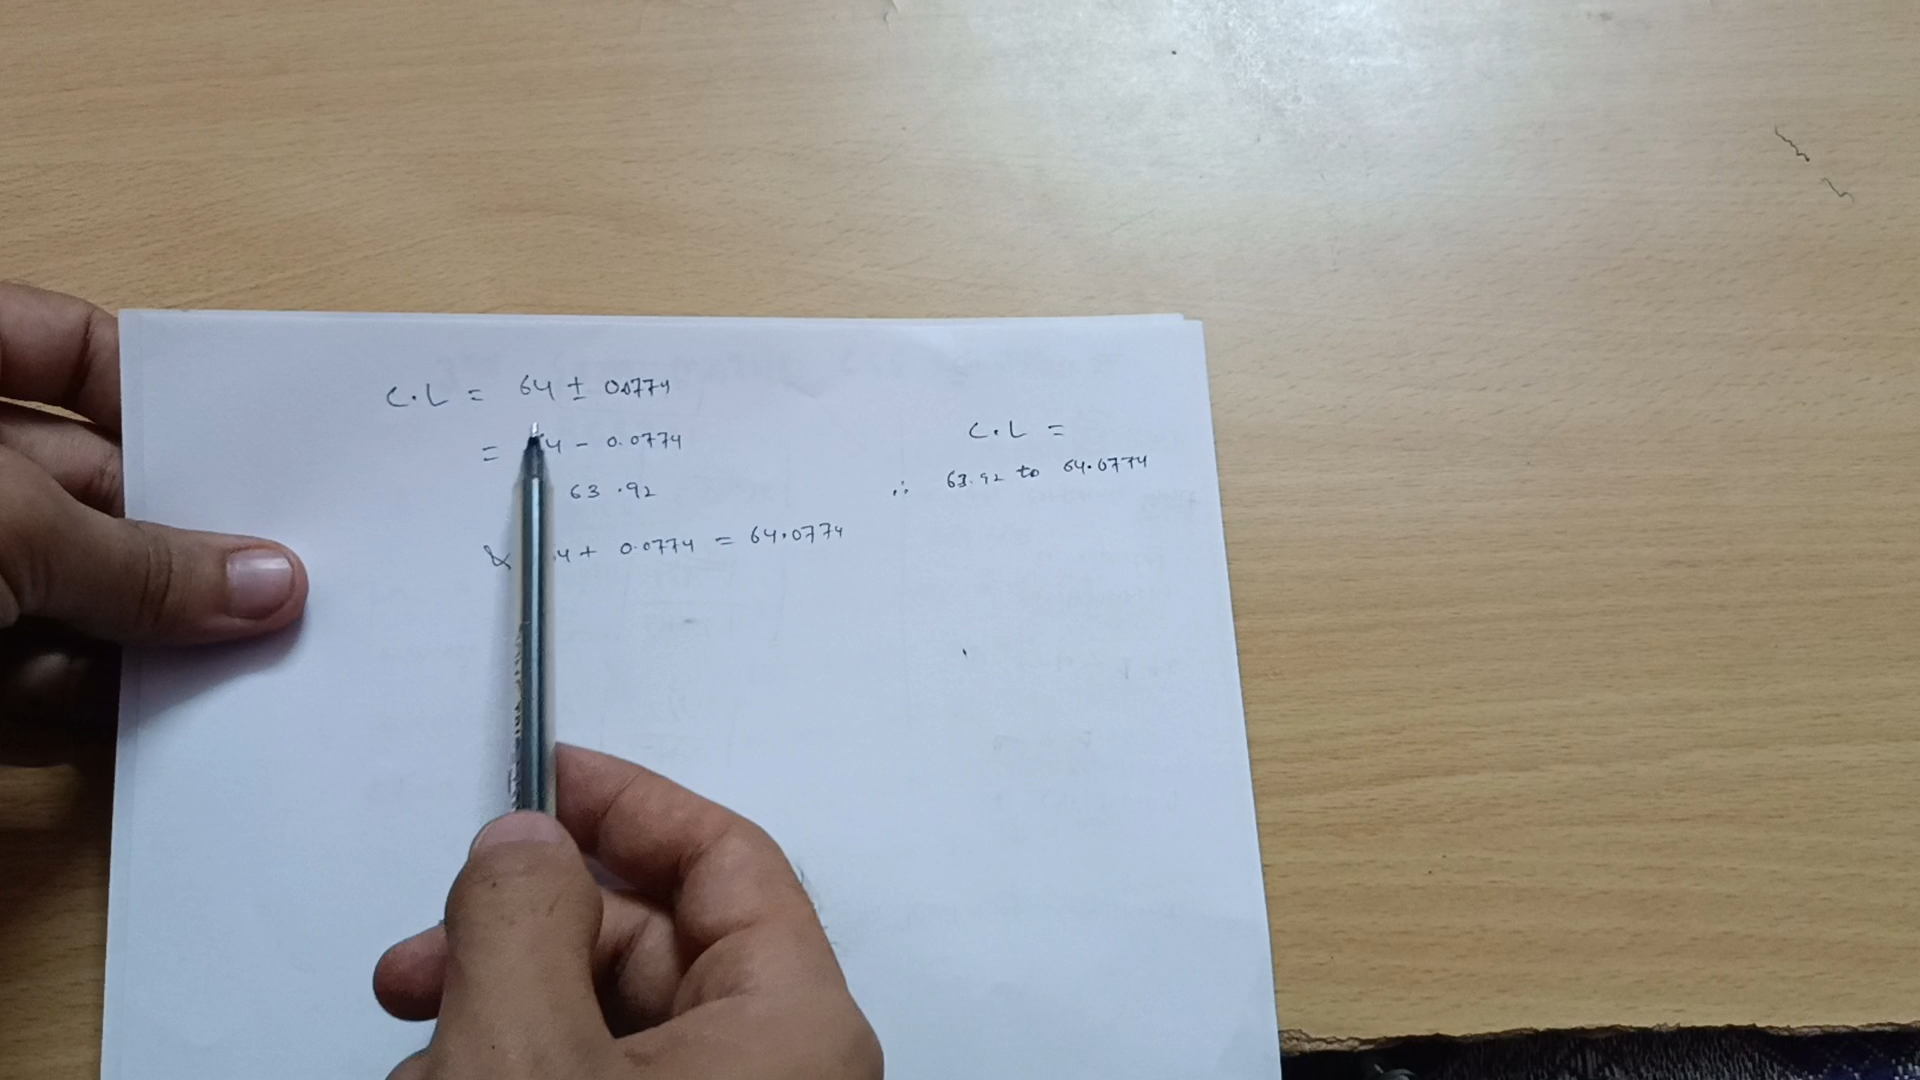 C.L = 64 ± 0.0774
= 4 - 0.0774
63.92
& 4 + 0.0774 = 64.0774
C.L =
∴ 63.92 to 64.0774